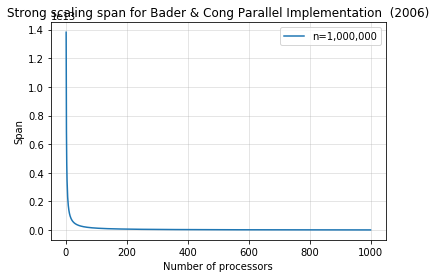 Strong scaling span for Bader & Cong Parallel Implementation  (2006)
1e13
n=1,000,000
1.4
1.2
1.0
0.8
0.6
0.4
0.2
0.0
Span
0 200 400 600 800 1000
Number of processors